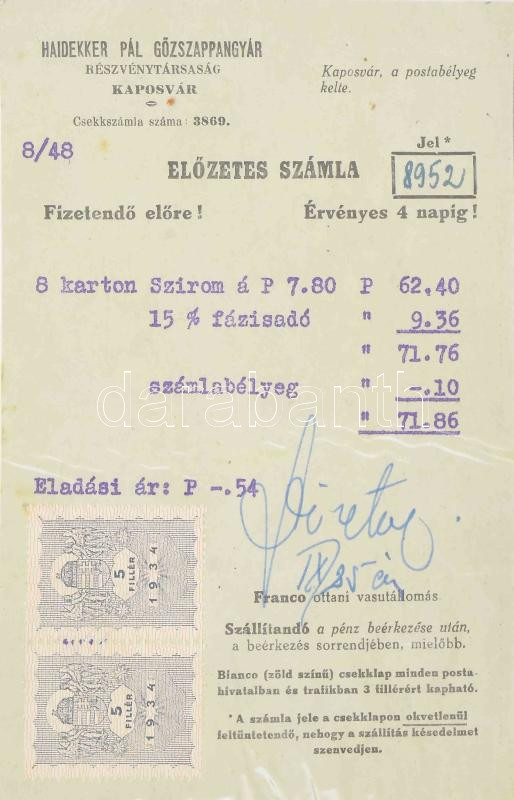 HAIDEKKER PÁL GŐZSZAPPANGYÁR
RÉSZVÉNYTÁRSASÁG
KAPOSVÁR
Csekkszámla száma: 3869.
Kaposvár, a postabélyeg
kelte.
8/48
Jel *
ELŐZETES SZÁMLA
8952
Fizetendő előre!
Érvényes 4 napig!
8 karton Szirom á P 7.80 P 62.40
15 % fázisadó " 9.36
" 71.76
számlabélyeg " -.10
" 71.86
darabanth
Eladási ár: P -.54
5
FILLÉR
1934
5
FILLÉR
1934
Franco ottani vasútállomás
Szállítandó a pénz beérkezése után,
a beérkezés sorrendjében, mielőbb.
Bianco (zöld színű) csekklap minden posta-
hivatalban és trafikban 3 fillérért kapható.
*A számla jele a csekklapon okvetlenül
feltüntetendő, nehogy a szállítás késedelmet
szenvedjen.